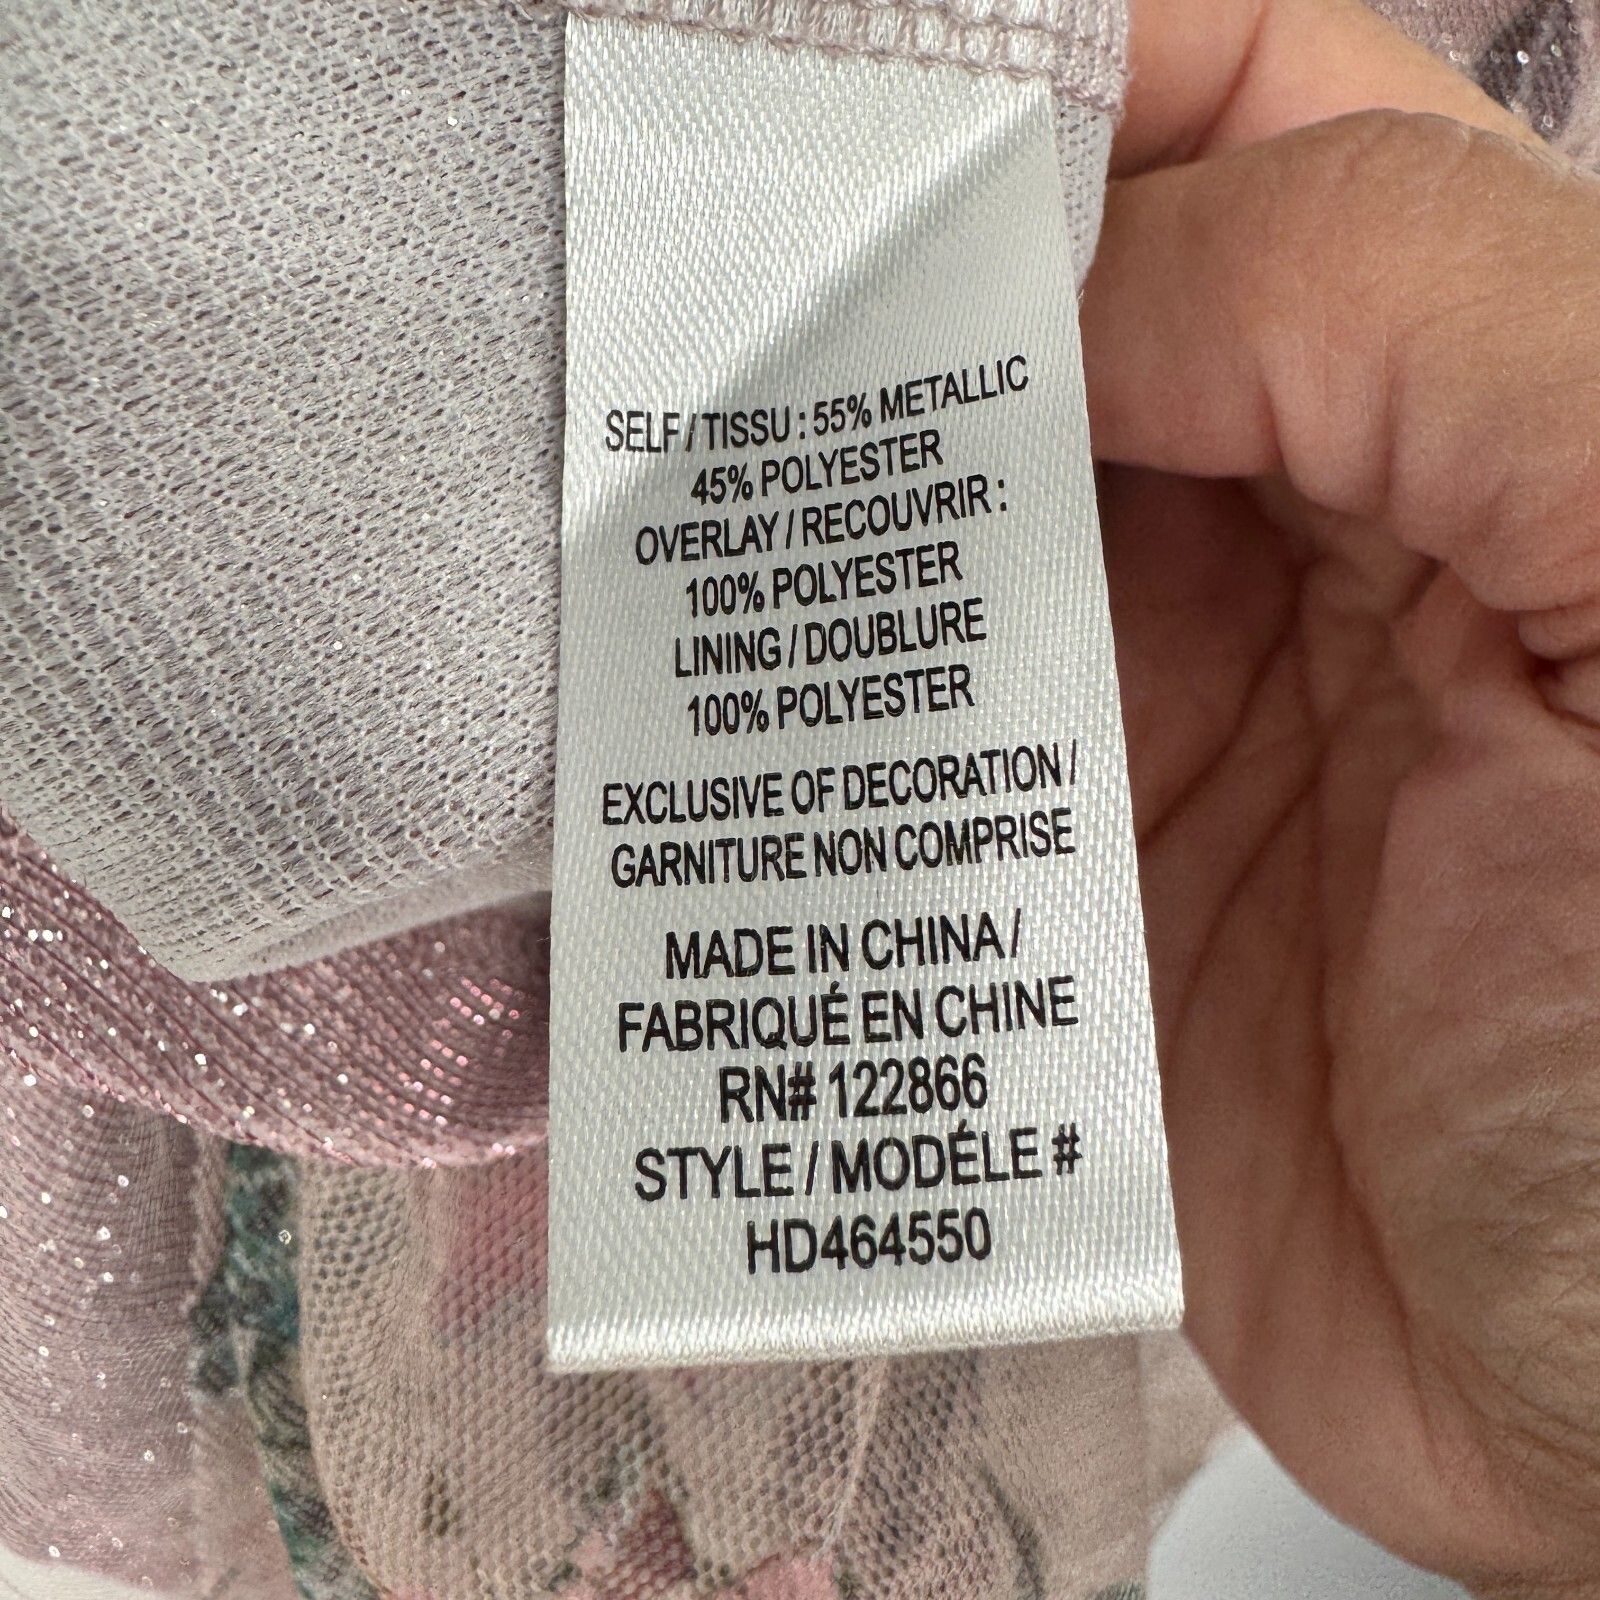 SELF / TISSU : 55% METALLIC
45% POLYESTER
OVERLAY / RECOUVRIR :
100% POLYESTER
LINING / DOUBLURE
100% POLYESTER
EXCLUSIVE OF DECORATION /
GARNITURE NON COMPRISE
MADE IN CHINA /
FABRIQUÉ EN CHINE
RN# 122866
STYLE / MODÉLE #
HD464550